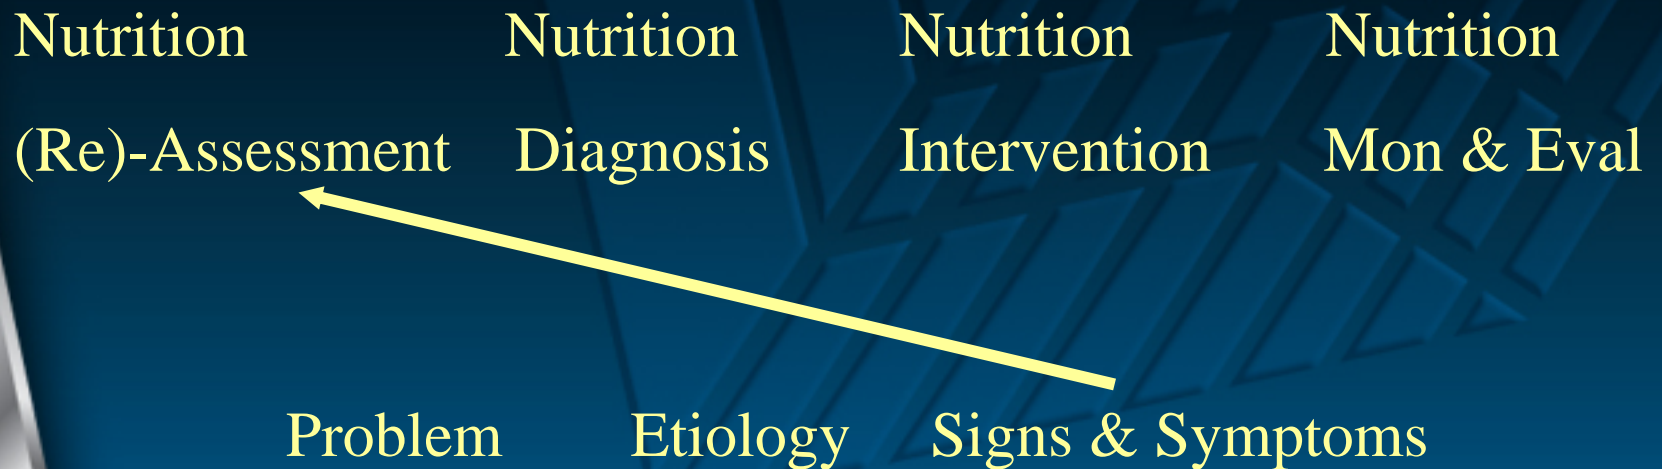 Nutrition Nutrition Nutrition Nutrition
(Re)-Assessment Diagnosis Intervention Mon & Eval
Problem Etiology Signs & Symptoms